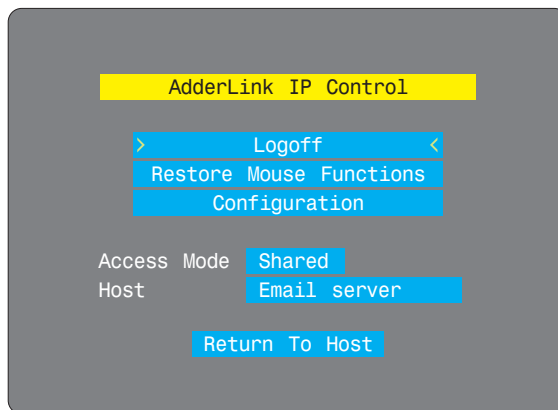 AdderLink IP Control
> Logoff <
Restore Mouse Functions
Configuration
Access Mode Shared
Host Email server
Return To Host